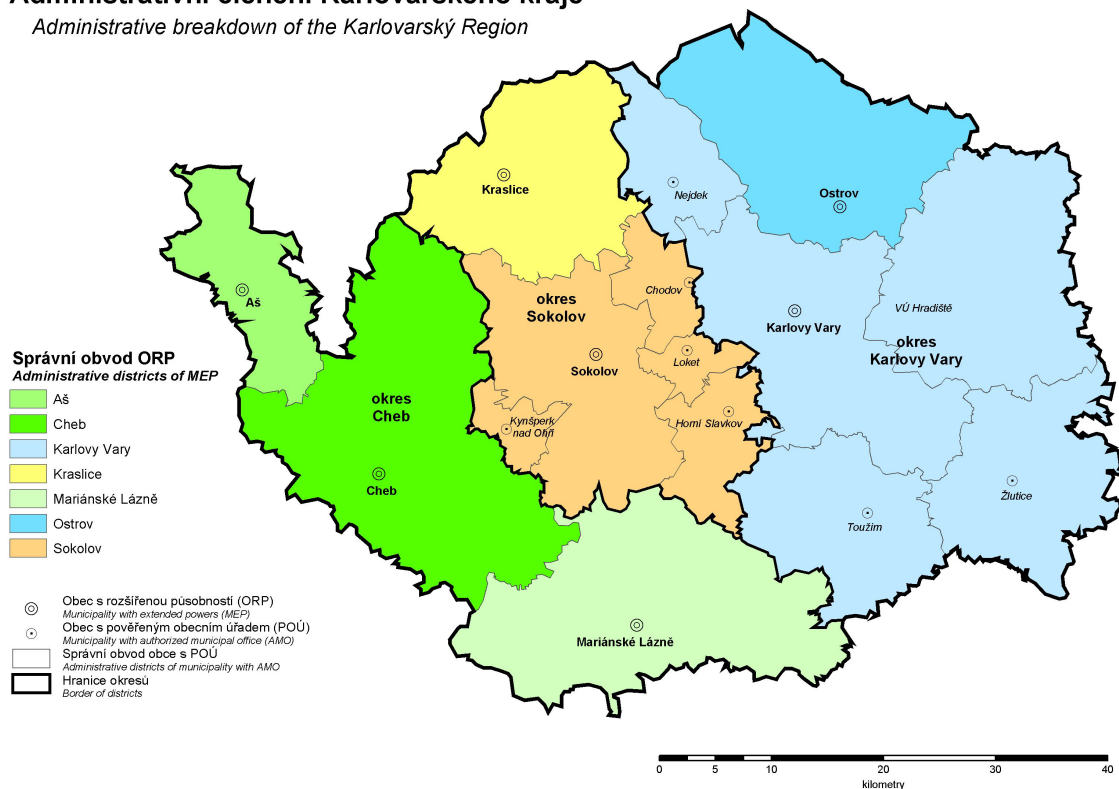 Administrativní členění Karlovarského kraje
Administrative breakdown of the Karlovarský Region
Kraslice
Nejdek
Ostrov
Aš
Chodov
okres
Sokolov
VÚ Hradiště
Karlovy Vary
okres
Karlovy Vary
Sokolov
Loket
okres
Cheb
Kynšperk
nad Ohří
Horní Slavkov
Cheb
Toužim
Žlutice
Mariánské Lázně
Správní obvod ORP
Administrative districts of MEP
Aš
Cheb
Karlovy Vary
Kraslice
Mariánské Lázně
Ostrov
Sokolov
Obec s rozšířenou působností (ORP)
Municipality with extended powers (MEP)
Obec s pověřeným obecním úřadem (POÚ)
Municipality with authorized municipal office (AMO)
Správní obvod obce s POÚ
Administrative districts of municipality with AMO
Hranice okresů
Border of districts
0 5 10 20 30 40
kilometry